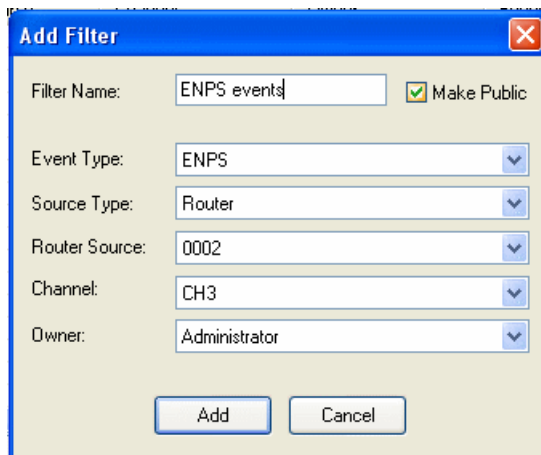 Add Filter
Filter Name: ENPS events Make Public
Event Type: ENPS
Source Type: Router
Router Source: 0002
Channel: CH3
Owner: Administrator
Add Cancel